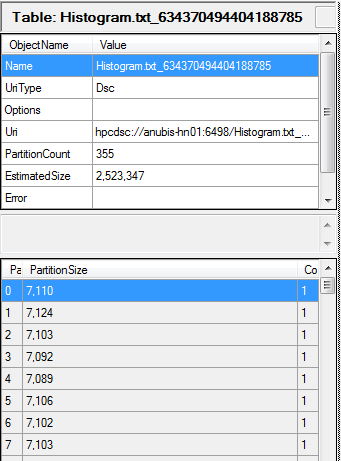 Table: Histogram.txt_634370494404188785
ObjectName Value
Name Histogram.txt_634370494404188785
UriType Dsc
Options
Uri hpcdsc://anubis-hn01:6498/Histogram.txt_...
PartitionCount 355
EstimatedSize 2,523,347
Error
Pa PartitionSize Co
0 7,110 1
1 7,124 1
2 7,103 1
3 7,092 1
4 7,089 1
5 7,106 1
6 7,102 1
7 7,103 1